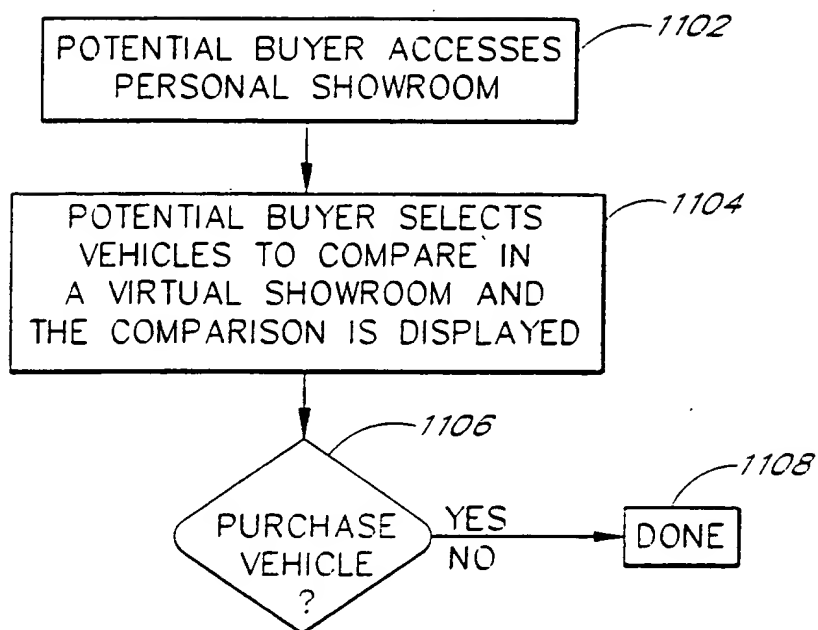 1102
POTENTIAL BUYER ACCESSES
PERSONAL SHOWROOM
1104
POTENTIAL BUYER SELECTS
VEHICLES TO COMPARE IN
A VIRTUAL SHOWROOM AND
THE COMPARISON IS DISPLAYED
1106
PURCHASE
VEHICLE
?
YES
NO
1108
DONE